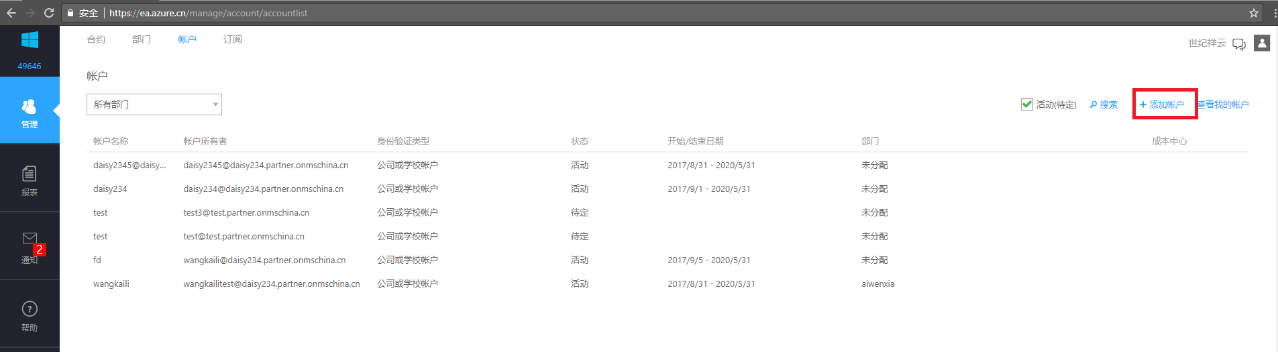 安全 | https://ea.azure.cn/manage/account/accountlist
49646
管理
报表
2
通知
?
帮助
合约 部门 帐户 订阅
世纪祥云
帐户
所有部门
活动(待定) 搜索 + 添加帐户 查看我的帐户
帐户名称 帐户所有者 身份验证类型 状态 开始/结束日期 部门 成本中心
daisy2345@daisy... daisy2345@daisy234.partner.onmschina.cn 公司或学校帐户 活动 2017/8/31 - 2020/5/31 未分配
daisy234 daisy234@daisy234.partner.onmschina.cn 公司或学校帐户 活动 2017/9/1 - 2020/5/31 未分配
test test3@test.partner.onmschina.cn 公司或学校帐户 待定 未分配
test test@test.partner.onmschina.cn 公司或学校帐户 待定 未分配
fd wangkaili@daisy234.partner.onmschina.cn 公司或学校帐户 活动 2017/9/5 - 2020/5/31 未分配
wangkaili wangkailitest@daisy234.partner.onmschina.cn 公司或学校帐户 活动 2017/8/31 - 2020/5/31 aiwenxia